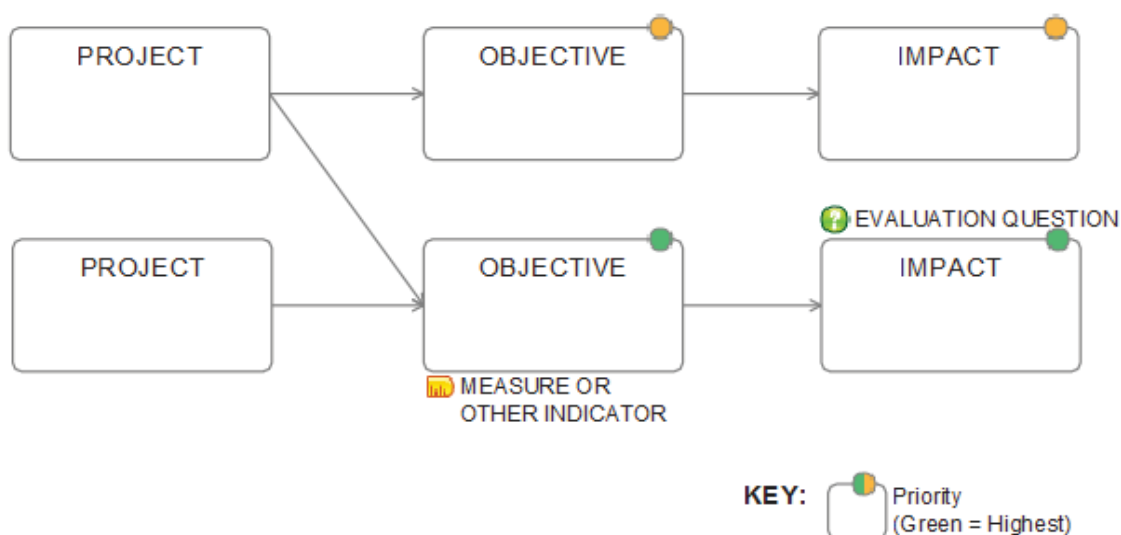 PROJECT
OBJECTIVE
IMPACT
EVALUATION QUESTION
PROJECT
OBJECTIVE
IMPACT
MEASURE OR
OTHER INDICATOR
KEY:
Priority
(Green = Highest)